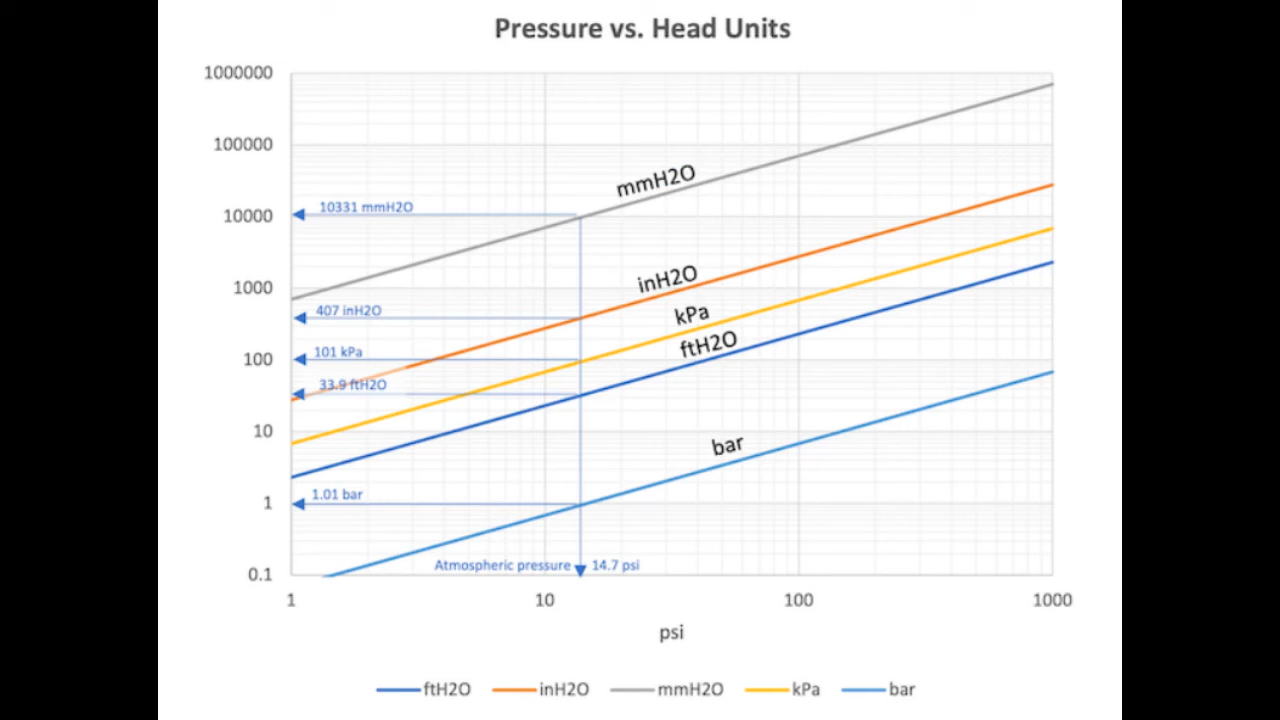 Pressure vs. Head Units
1000000
100000
10000
1000
100
10
1
0.1
mmH2O
10331 mmH2O
inH2O
407 inH2O
kPa
ftH2O
101 kPa
33.9 ftH2O
bar
1.01 bar
Atmospheric pressure 14.7 psi
1 10 100 1000
psi
ftH2O inH2O mmH2O kPa bar